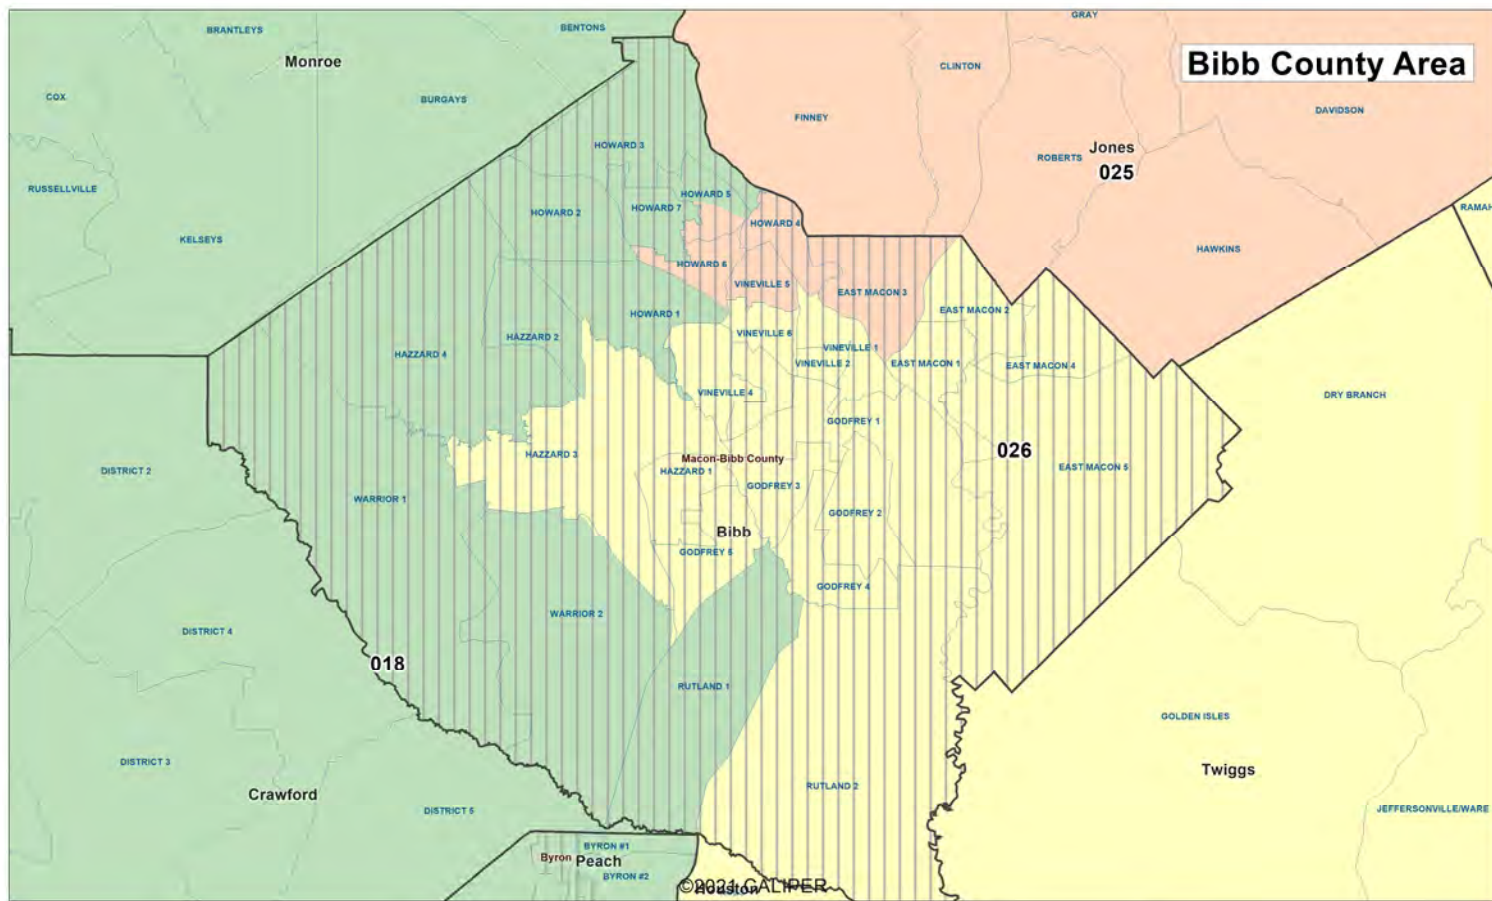 GRAY
BRANTLEYS
BENTONS
Monroe
Bibb County Area
CLINTON
COX
BURGAYS
DAVIDSON
FINNEY
HOWARD 3
Jones
ROBERTS
025
RUSSELLVILLE
HOWARD 5
HOWARD 7
HOWARD 2
RAMAH
HOWARD 4
KELSEYS
HAWKINS
HOWARD 6
VINEVILLE 5
EAST MACON 3
HOWARD 1
EAST MACON 2
VINEVILLE 6
HAZZARD 2
VINEVILLE 1
HAZZARD 4
VINEVILLE 2
EAST MACON 1
EAST MACON 4
VINEVILLE 4
DRY BRANCH
GODFREY 1
026
HAZZARD 3
Macon-Bibb County
DISTRICT 2
HAZZARD 1
EAST MACON 5
GODFREY 3
WARRIOR 1
GODFREY 2
Bibb
GODFREY 5
GODFREY 4
WARRIOR 2
DISTRICT 4
018
RUTLAND 1
GOLDEN ISLES
DISTRICT 3
Twiggs
RUTLAND 2
Crawford
DISTRICT 5
JEFFERSONVILLE/WARE
BYRON #1
Byron
Peach
BYRON #2
©2021 CALIPER
Houston